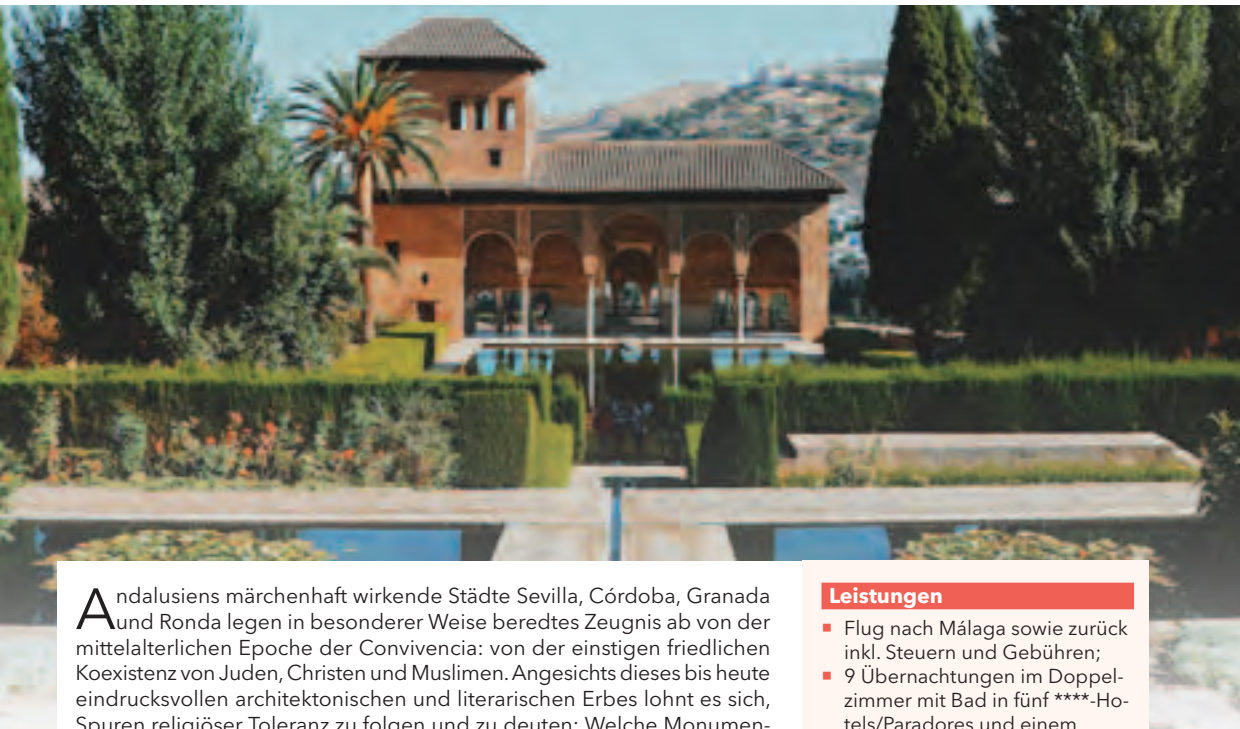 Andalusiens märchenhaft wirkende Städte Sevilla, Córdoba, Granada
und Ronda legen in besonderer Weise beredtes Zeugnis ab von der
mittelalterlichen Epoche der Convivencia: von der einstigen friedlichen
Koexistenz von Juden, Christen und Muslimen. Angesichts dieses bis heute
eindrucksvollen architektonischen und literarischen Erbes lohnt es sich,
Spuren religiöser Toleranz zu folgen und zu deuten: Welche Monumen-
Leistungen
▪ Flug nach Málaga sowie zurück
inkl. Steuern und Gebühren;
▪ 9 Übernachtungen im Doppel-
zimmer mit Bad in fünf ****-Ho-
tels/Paradores und einem